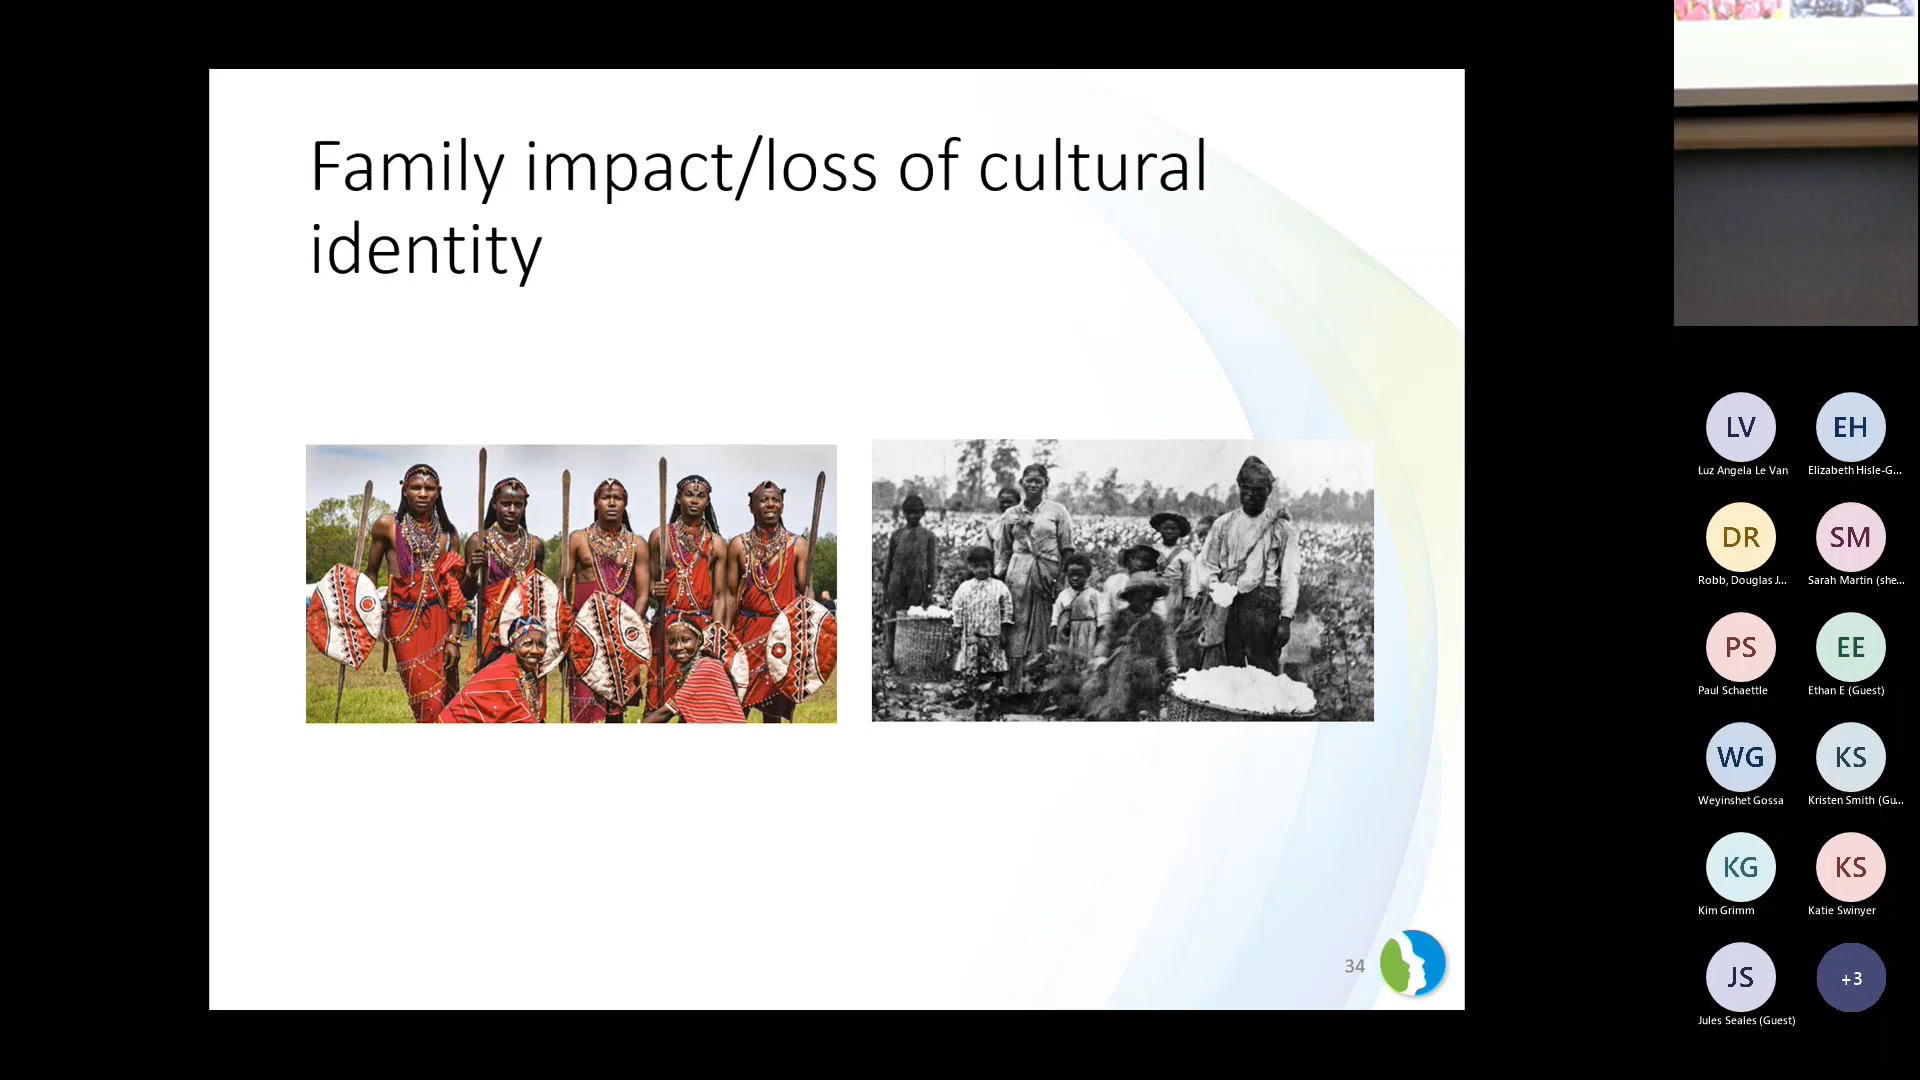 Family impact/loss of cultural
identity
34
LV
EH
Luz Angela Le Van
Elizabeth Hisle-G...
DR
SM
Robb, Douglas J...
Sarah Martin (she...
PS
EE
Paul Schaettle
Ethan E (Guest)
WG
KS
Weyinshet Gossa
Kristen Smith (Gu...
KG
KS
Kim Grimm
Katie Swinyer
JS
+3
Jules Seales (Guest)